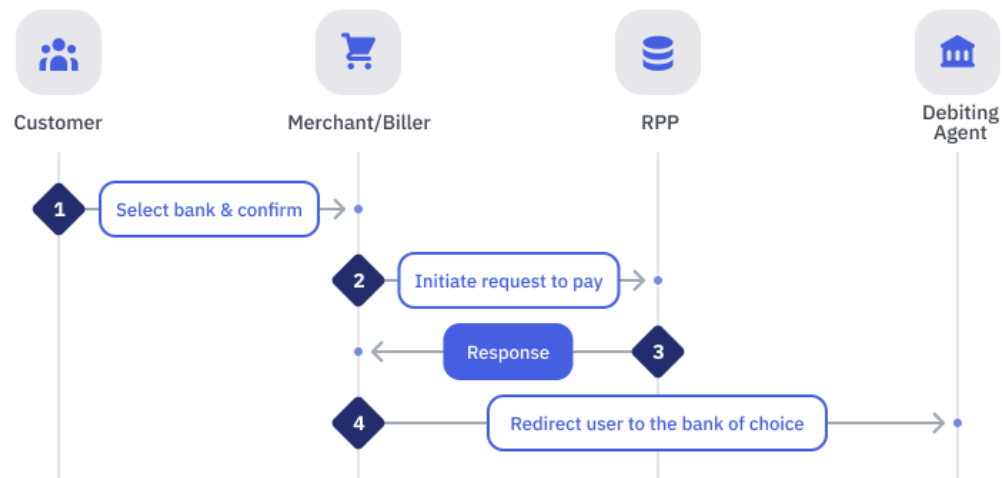 Customer
Merchant/Biller
RPP
Debiting
Agent
1
Select bank & confirm
2
Initiate request to pay
Response
3
4
Redirect user to the bank of choice